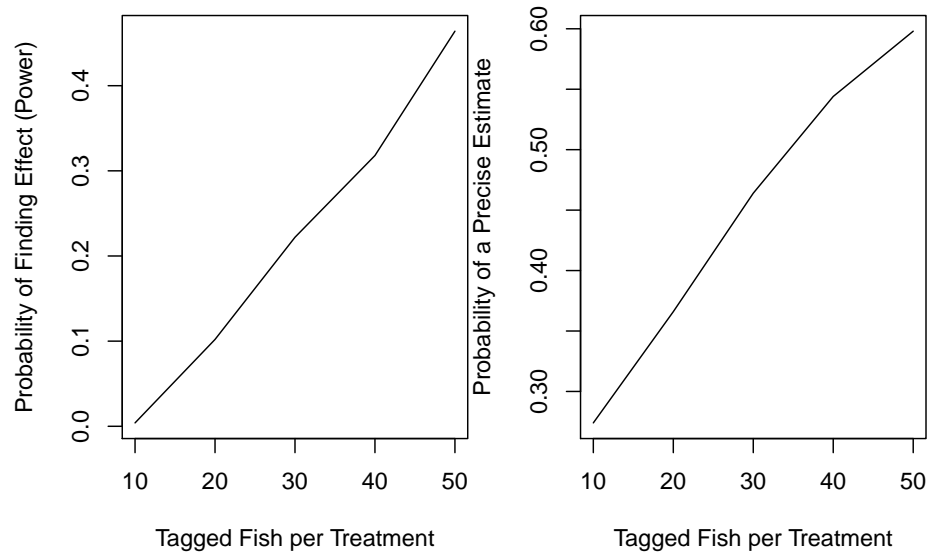 Probability of Finding Effect (Power)
0.4
0.3
0.2
0.1
0.0
10 20 30 40 50
Tagged Fish per Treatment
Probability of a Precise Estimate
0.60
0.50
0.40
0.30
10 20 30 40 50
Tagged Fish per Treatment